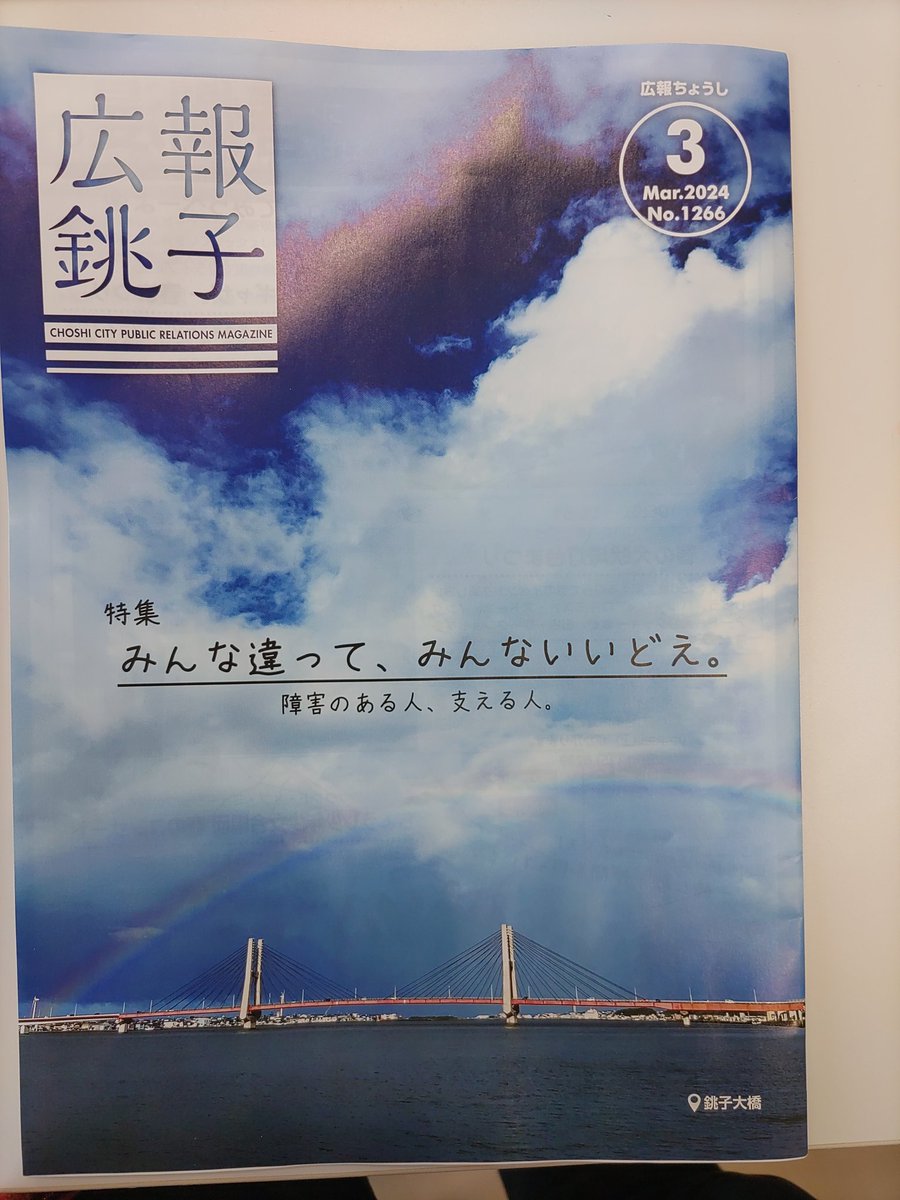 広報
銚子
CHOSHI CITY PUBLIC RELATIONS MAGAZINE
広報ちょうし
3
Mar.2024
No.1266
特集
みんな違って、みんないいどえ。
障害のある人、支える人。
銚子大橋